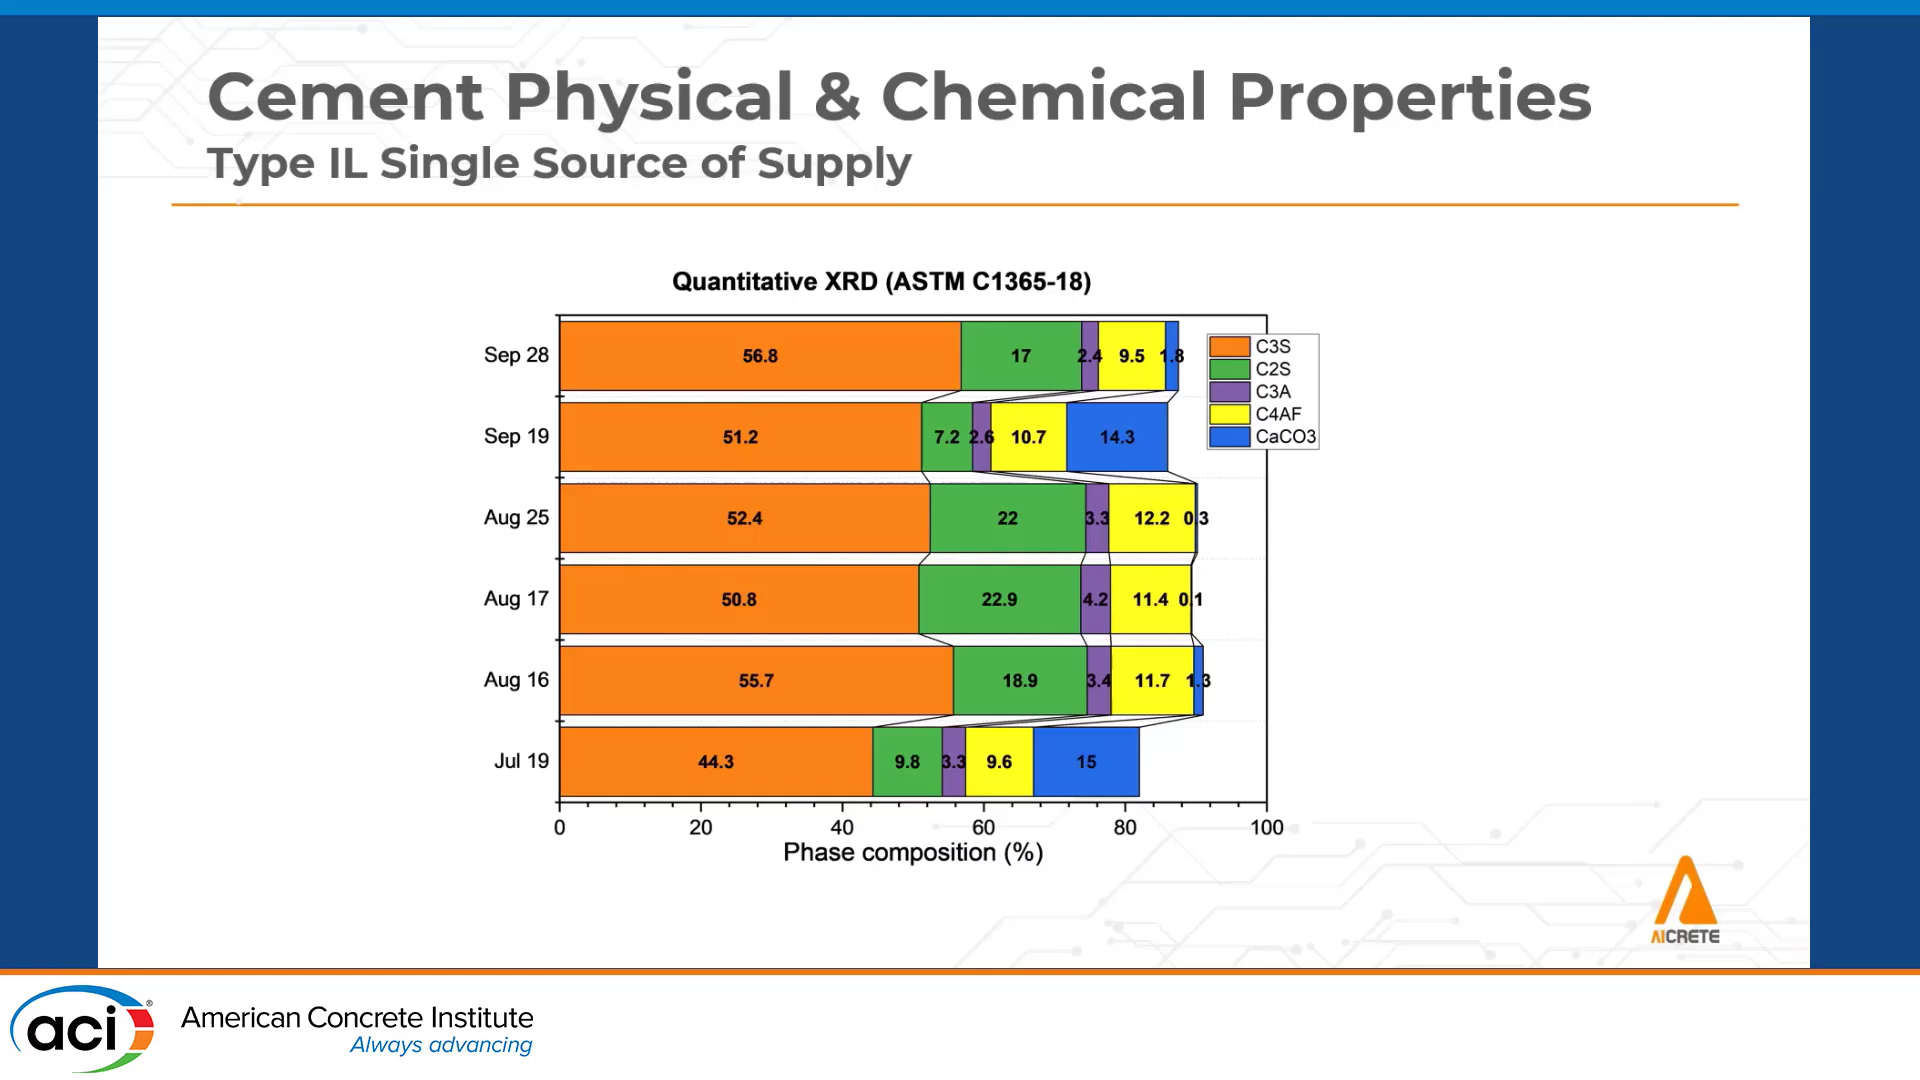 Cement Physical & Chemical Properties
Type IL Single Source of Supply
Quantitative XRD (ASTM C1365-18)
Sep 28 56.8 17 2.4 9.5 1.8
Sep 19 51.2 7.2 2.6 10.7 14.3
Aug 25 52.4 22 3.3 12.2 0.3
Aug 17 50.8 22.9 4.2 11.4 0.1
Aug 16 55.7 18.9 3.4 11.7 1.3
Jul 19 44.3 9.8 3.3 9.6 15
C3S
C2S
C3A
C4AF
CaCO3
0 20 40 60 80 100
Phase composition (%)
AICRETE
aci®
American Concrete Institute
Always advancing